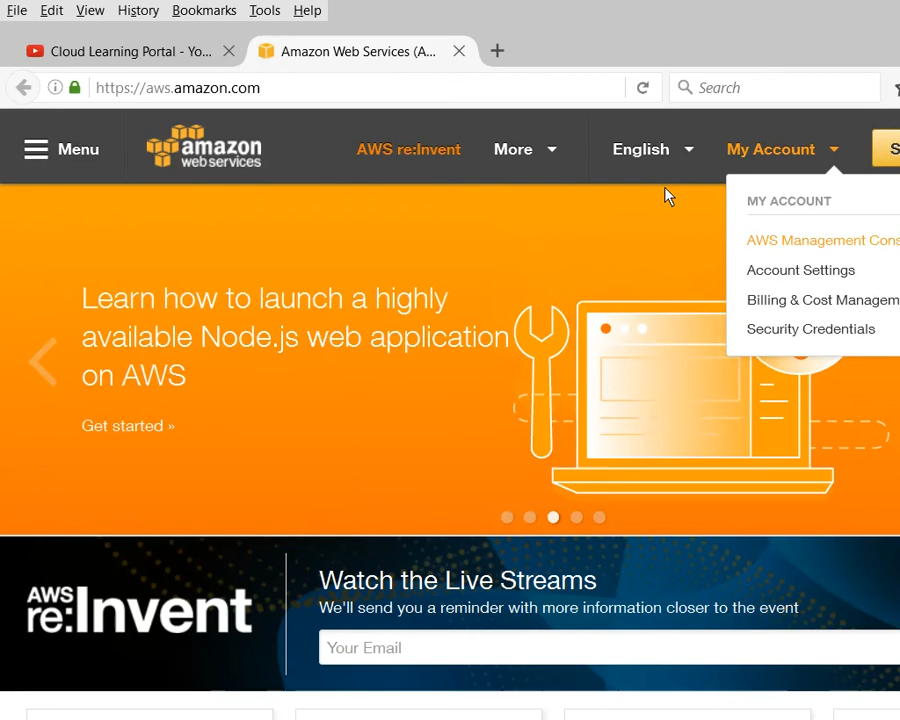 File Edit View History Bookmarks Tools Help
Cloud Learning Portal - Yo...
Amazon Web Services (A...
https://aws.amazon.com
Search
Menu
amazon
web services
AWS re:Invent
More
English
My Account
S
MY ACCOUNT
AWS Management Cons
Account Settings
Billing & Cost Managem
Security Credentials
Learn how to launch a highly
available Node.js web application
on AWS
Get started »
AWS
re:Invent
Watch the Live Streams
We'll send you a reminder with more information closer to the event
Your Email